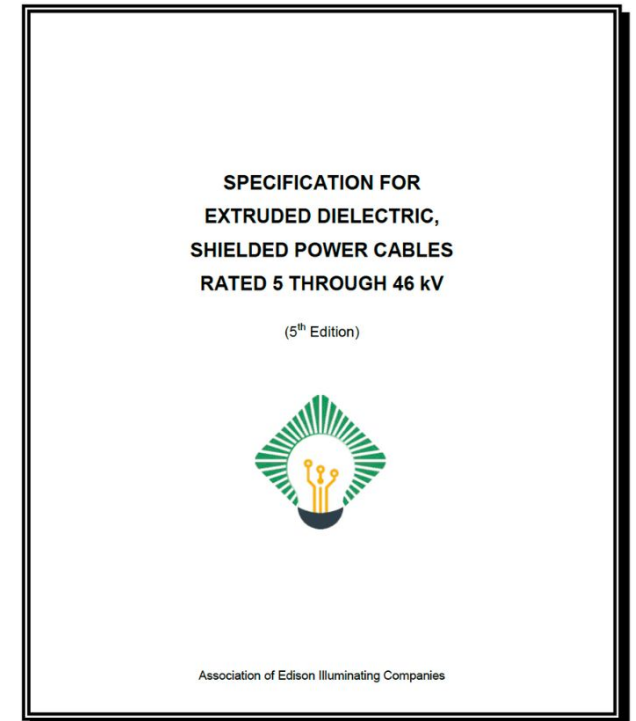 SPECIFICATION FOR
EXTRUDED DIELECTRIC,
SHIELDED POWER CABLES
RATED 5 THROUGH 46 kV
(5th Edition)
Association of Edison Illuminating Companies